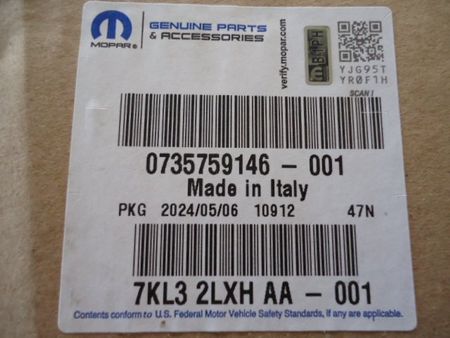 MOPAR®
GENUINE PARTS
& ACCESSORIES
verify.mopar.com
BMPH
YJG95T
YR0F1H
SCAN!
0735759146 - 001
Made in Italy
PKG 2024/05/06 10912 47N
7KL3 2LXH AA - 001
Contents conform to U.S. Federal Motor Vehicle Safety Standards, if any are applicable.